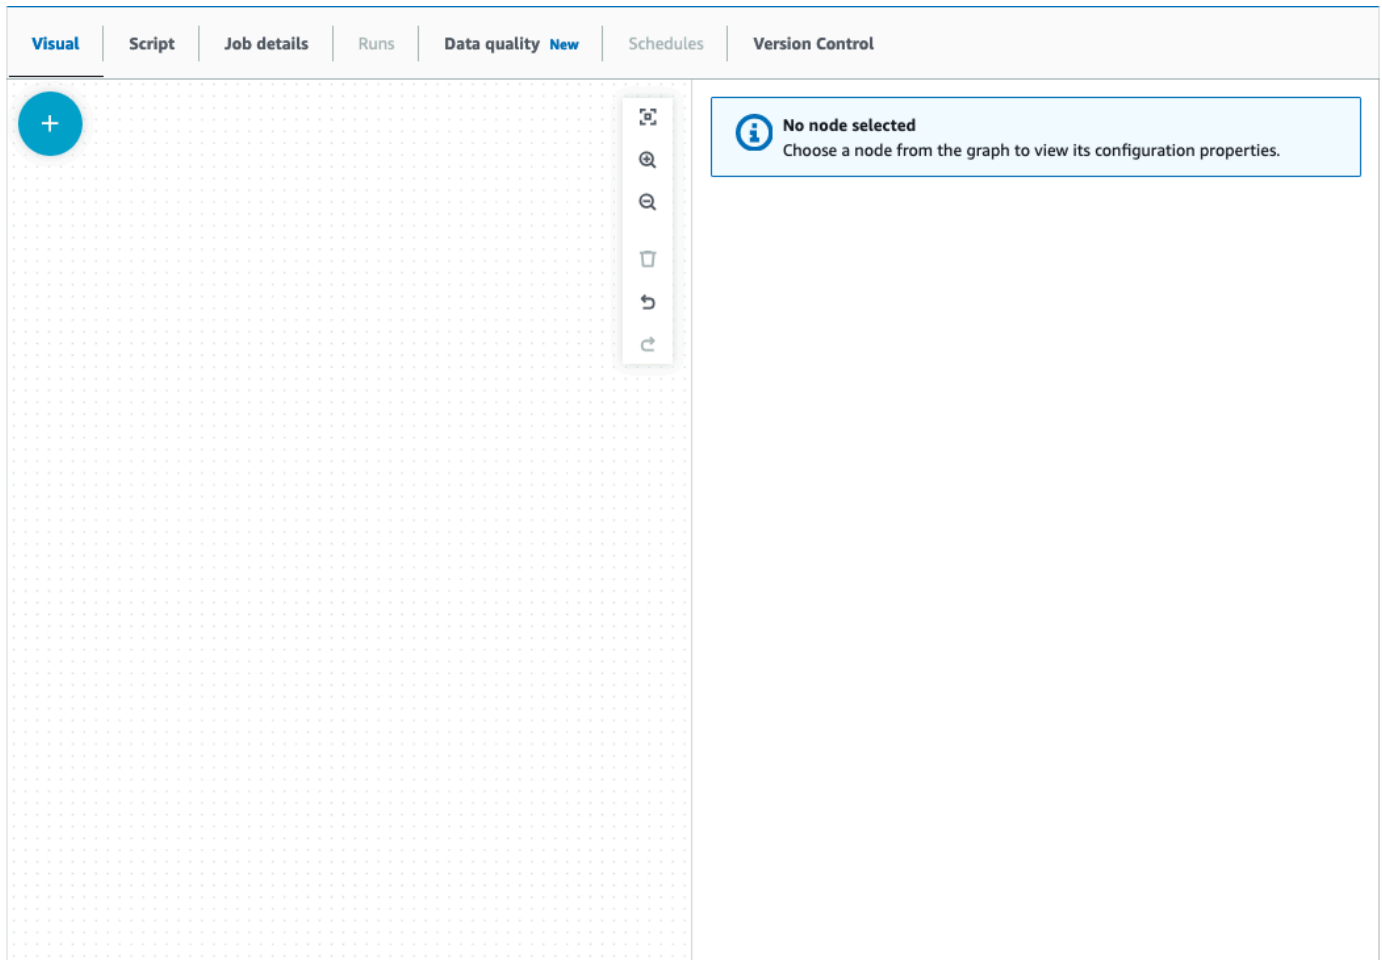 Visual Script Job details Runs Data quality New Schedules Version Control
No node selected
Choose a node from the graph to view its configuration properties.